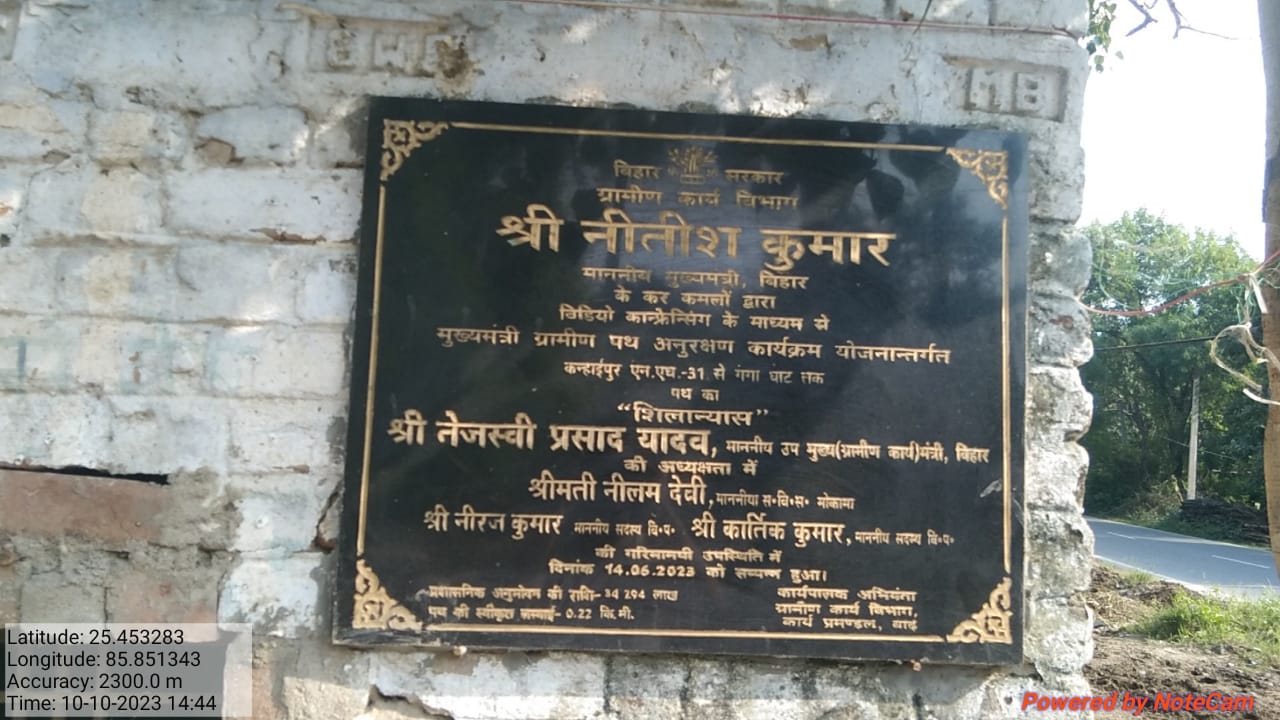 MB
बिहार सरकार
ग्रामीण कार्य विभाग
श्री नीतीश कुमार
माननीय मुख्यमंत्री, बिहार
के कर कमलों द्वारा
विडियो कान्फ्रेन्सिंग के माध्यम से
मुख्यमंत्री ग्रामीण पथ अनुरक्षण कार्यक्रम योजनान्तर्गत
कन्हाईपुर एन.एच.-31 से गंगा घाट तक
पथ का
“शिलान्यास”
श्री तेजस्वी प्रसाद यादव, माननीय उप मुख्य(ग्रामीण कार्य)मंत्री, बिहार
की अध्यक्षता में
श्रीमती नीलम देवी, माननीया स॰वि॰स॰ मोकामा
श्री नीरज कुमार माननीय सदस्य वि॰प॰ श्री कार्तिक कुमार, माननीय सदस्य वि॰प॰
की गरिमामयी उपस्थिति में
दिनांक 14.06.2023 को सम्पन्न हुआ।
प्रशासनिक अनुमोदन की राशि- 34 294 लाख
पथ की स्वीकृत लम्बाई- 0.22 कि.मी.
कार्यपालक अभियंता
ग्रामीण कार्य विभाग,
कार्य प्रमण्डल, बाढ़
Latitude: 25.453283
Longitude: 85.851343
Accuracy: 2300.0 m
Time: 10-10-2023 14:44
Powered by NoteCam